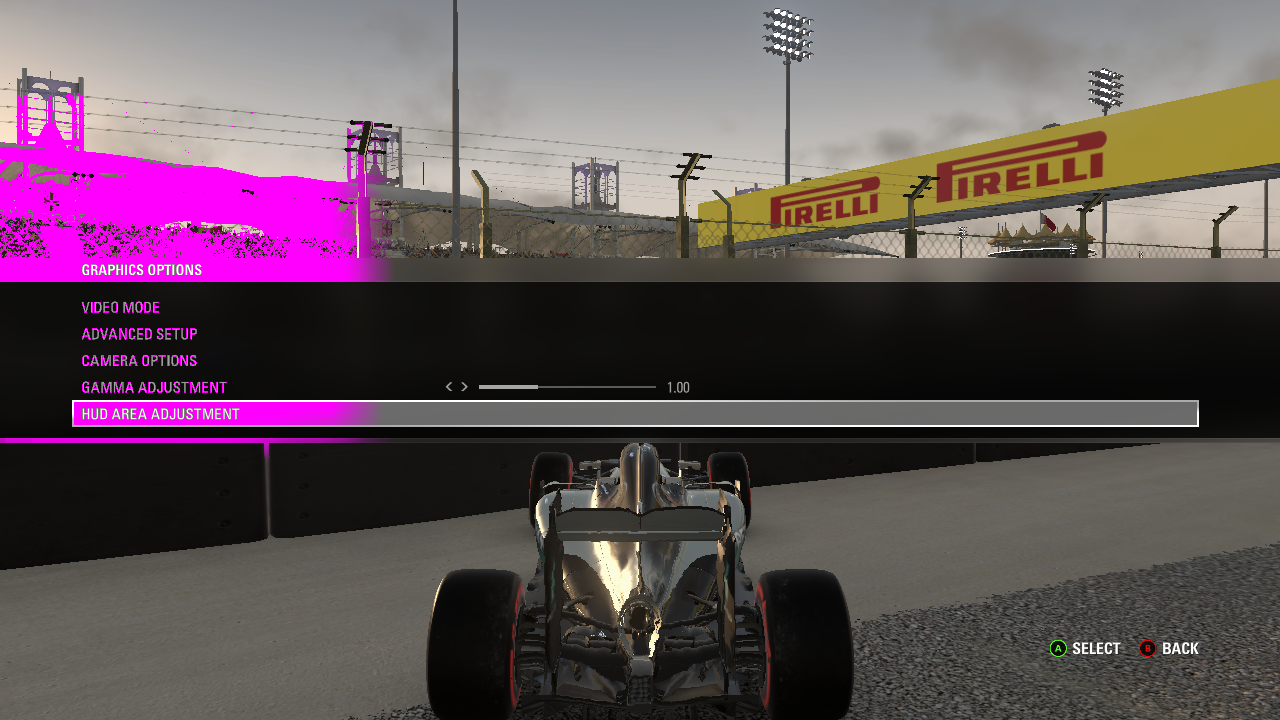 PIRELLI
PIRELLI
GRAPHICS OPTIONS
VIDEO MODE
ADVANCED SETUP
CAMERA OPTIONS
GAMMA ADJUSTMENT < > 1.00
HUD AREA ADJUSTMENT
A SELECT B BACK